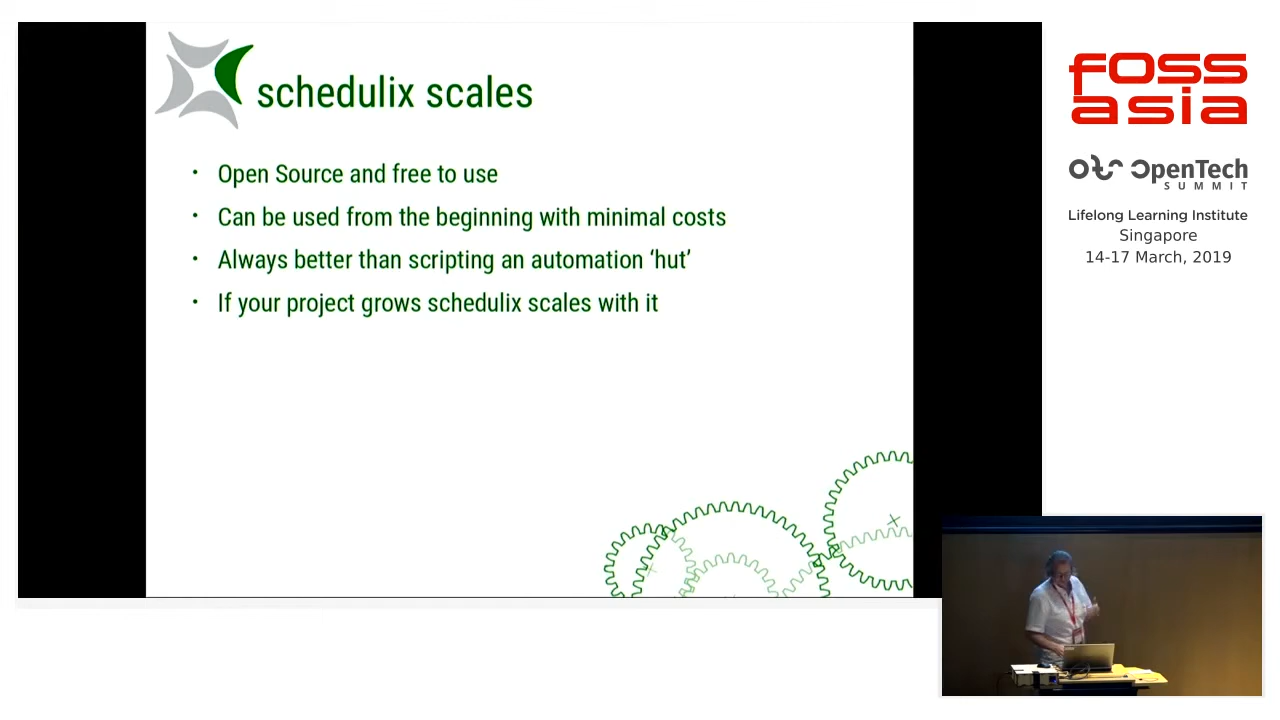 schedulix scales
• Open Source and free to use
• Can be used from the beginning with minimal costs
• Always better than scripting an automation ‘hut’
• If your project grows schedulix scales with it
foss
asia
OpenTech
SUMMIT
Lifelong Learning Institute
Singapore
14-17 March, 2019